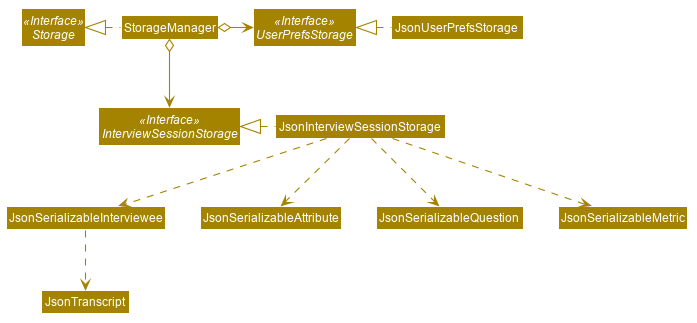 «Interface»
Storage
StorageManager
«Interface»
UserPrefsStorage
JsonUserPrefsStorage
«Interface»
InterviewSessionStorage
JsonInterviewSessionStorage
JsonSerializableInterviewee
JsonSerializableAttribute
JsonSerializableQuestion
JsonSerializableMetric
JsonTranscript